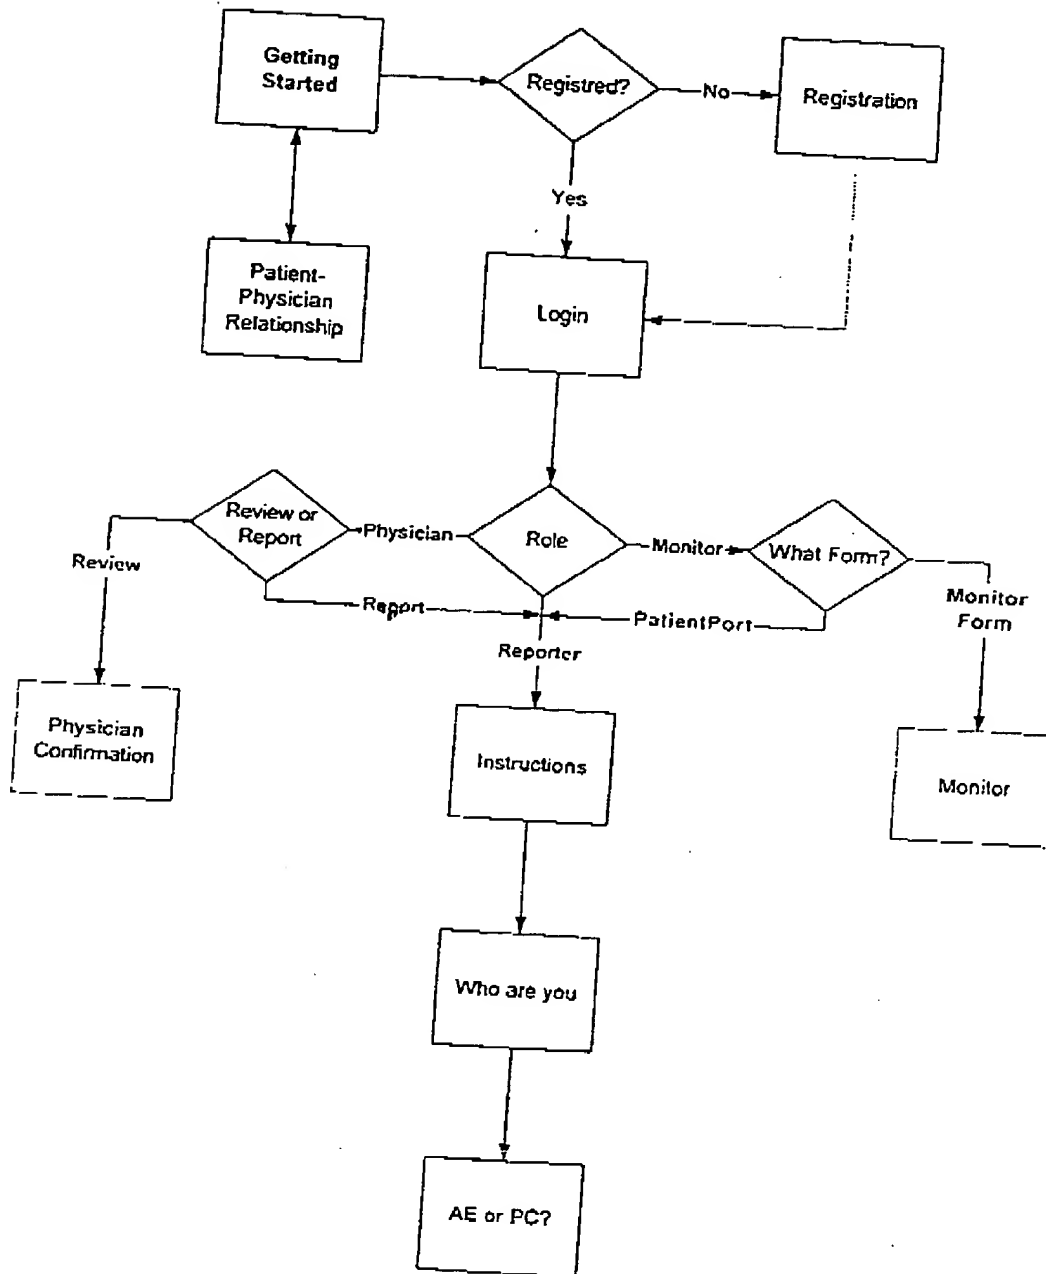 Getting
Started
Registred?
No
Registration
Yes
Patient-
Physician
Relationship
Login
Review or
Report
Physician
Role
Monitor
What Form?
Review
Report
PatientPort
Monitor
Form
Reporter
Physician
Confirmation
Instructions
Monitor
Who are you
AE or PC?